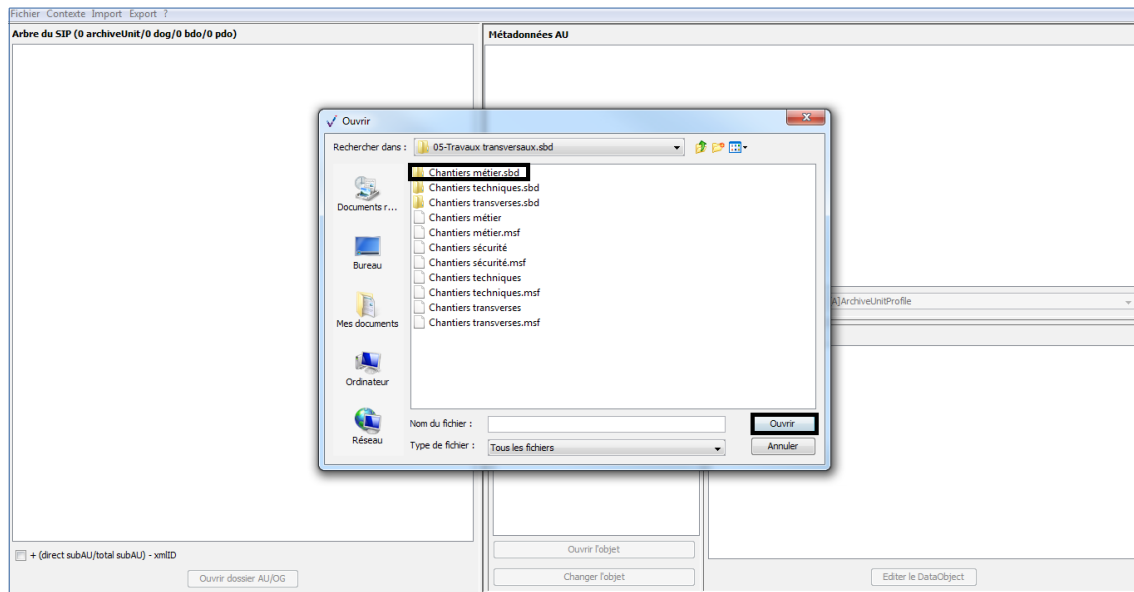 Fichier Contexte Import Export ?
Arbre du SIP (0 archiveUnit/0 dog/0 bdo/0 pdo)
Métadonnées AU
Ouvrir
Rechercher dans :
05-Travaux transversaux.sbd
Documents r...
Bureau
Mes documents
Ordinateur
Réseau
Chantiers métier.sbd
Chantiers techniques.sbd
Chantiers transverses.sbd
Chantiers métier
Chantiers métier.msf
Chantiers sécurité
Chantiers sécurité.msf
Chantiers techniques
Chantiers techniques.msf
Chantiers transverses
Chantiers transverses.msf
Nom du fichier :
Ouvrir
Type de fichier :
Tous les fichiers
Annuler
A]ArchiveUnitProfile
+ (direct subAU/total subAU) - xmlID
Ouvrir dossier AU/OG
Ouvrir l'objet
Changer l'objet
Editer le DataObject